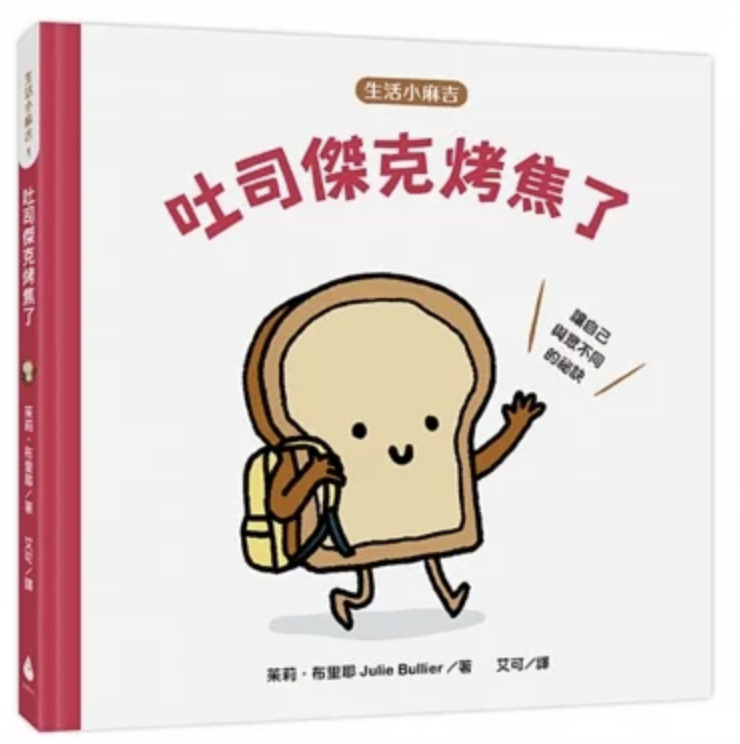 生活小麻吉
吐司傑克烤焦了
讓自己
與眾不同
的祕訣
茱莉・布里耶 Julie Bullier／著　艾可／譯
生活小麻吉 1
吐司傑克烤焦了
茱莉・布里耶／著　艾可／譯